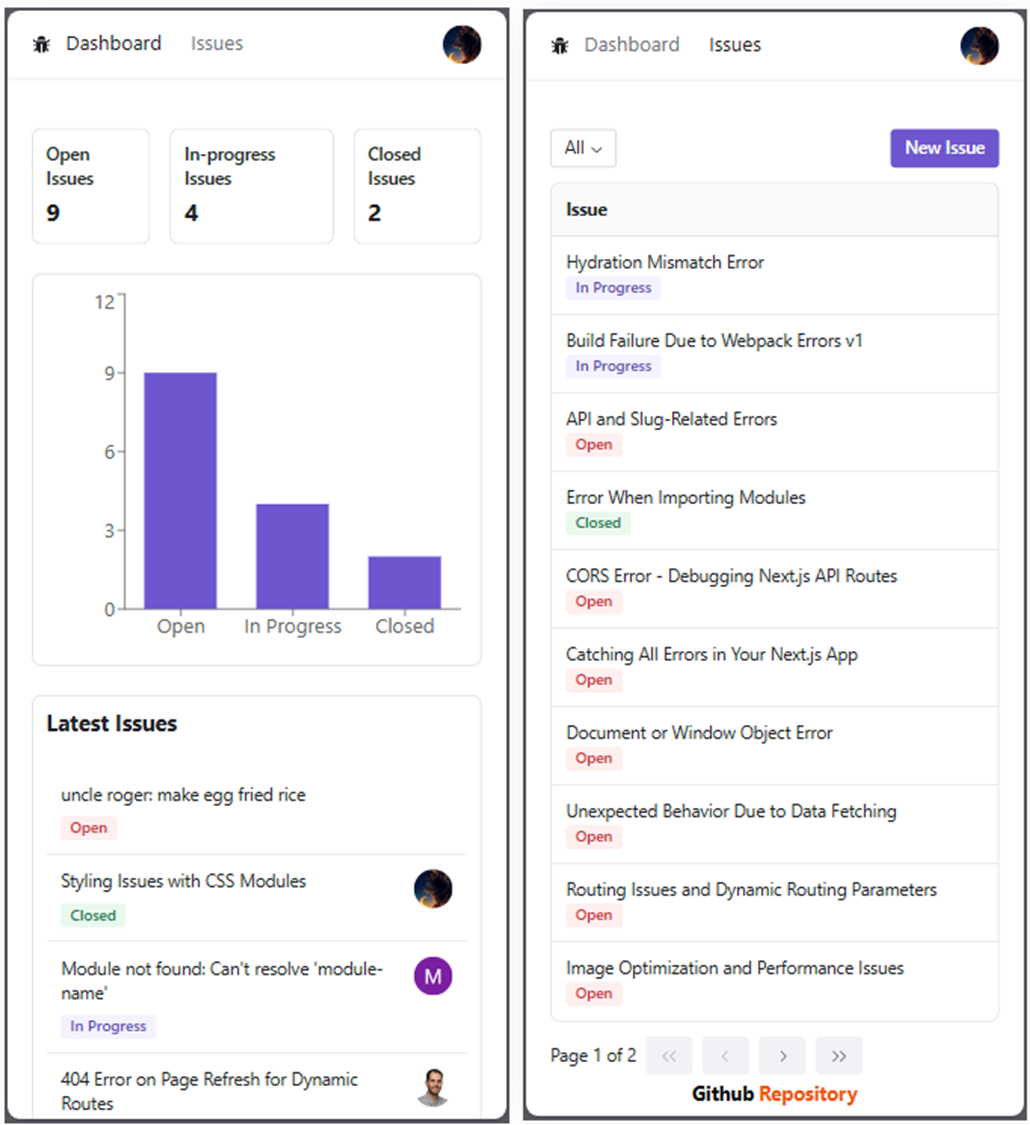 Dashboard Issues
Open
Issues
9
In-progress
Issues
4
Closed
Issues
2
12
9
6
3
0
Open In Progress Closed
Latest Issues
uncle roger: make egg fried rice
Open
Styling Issues with CSS Modules
Closed
Module not found: Can't resolve 'module-
name'
M
In Progress
404 Error on Page Refresh for Dynamic
Routes
Dashboard Issues
All
New Issue
Issue
Hydration Mismatch Error
In Progress
Build Failure Due to Webpack Errors v1
In Progress
API and Slug-Related Errors
Open
Error When Importing Modules
Closed
CORS Error - Debugging Next.js API Routes
Open
Catching All Errors in Your Next.js App
Open
Document or Window Object Error
Open
Unexpected Behavior Due to Data Fetching
Open
Routing Issues and Dynamic Routing Parameters
Open
Image Optimization and Performance Issues
Open
Page 1 of 2
Github Repository